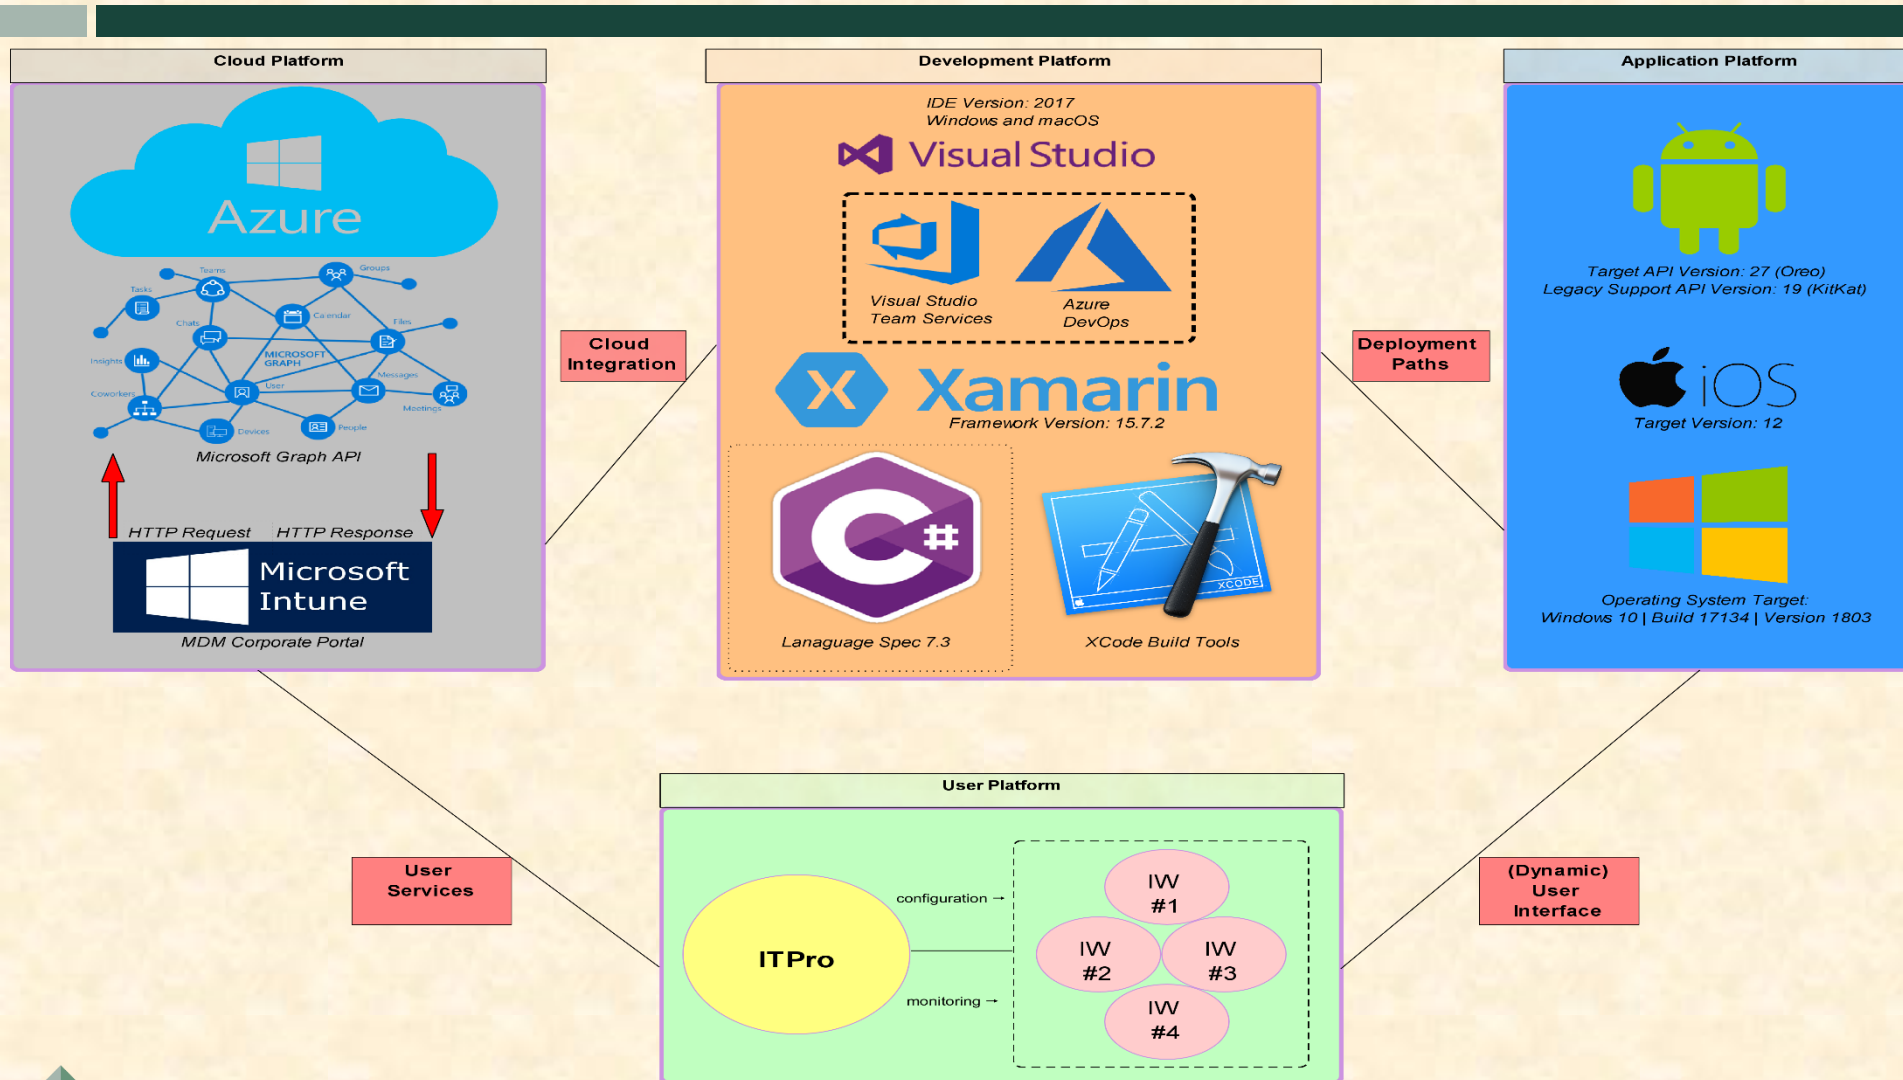 Cloud Platform
Azure
Teams
Groups
Tasks
Calendar
Chats
Files
Insights
MICROSOFT
GRAPH
Messages
User
Coworkers
Meetings
Devices
People
Microsoft Graph API
HTTP Request
HTTP Response
Microsoft
Intune
MDM Corporate Portal
Cloud
Integration
Development Platform
IDE Version: 2017
Windows and macOS
Visual Studio
Visual Studio
Team Services
Azure
DevOps
Xamarin
Framework Version: 15.7.2
C#
Lanaguage Spec 7.3
XCODE
XCode Build Tools
Deployment
Paths
Application Platform
Target API Version: 27 (Oreo)
Legacy Support API Version: 19 (KitKat)
iOS
Target Version: 12
Operating System Target:
Windows 10 | Build 17134 | Version 1803
User
Services
User Platform
ITPro
configuration →
monitoring →
IW
#1
IW
#2
IW
#3
IW
#4
(Dynamic)
User
Interface